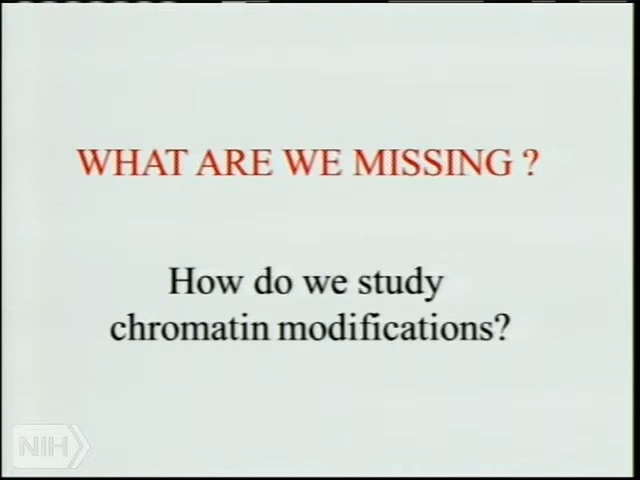 WHAT ARE WE MISSING ?
How do we study
chromatin modifications?
NIH